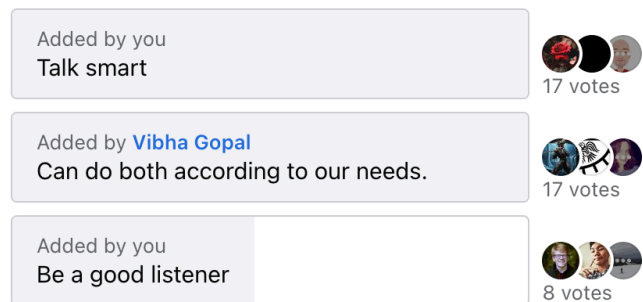 Added by you
Talk smart
17 votes
Added by Vibha Gopal
Can do both according to our needs.
17 votes
Added by you
Be a good listener
8 votes